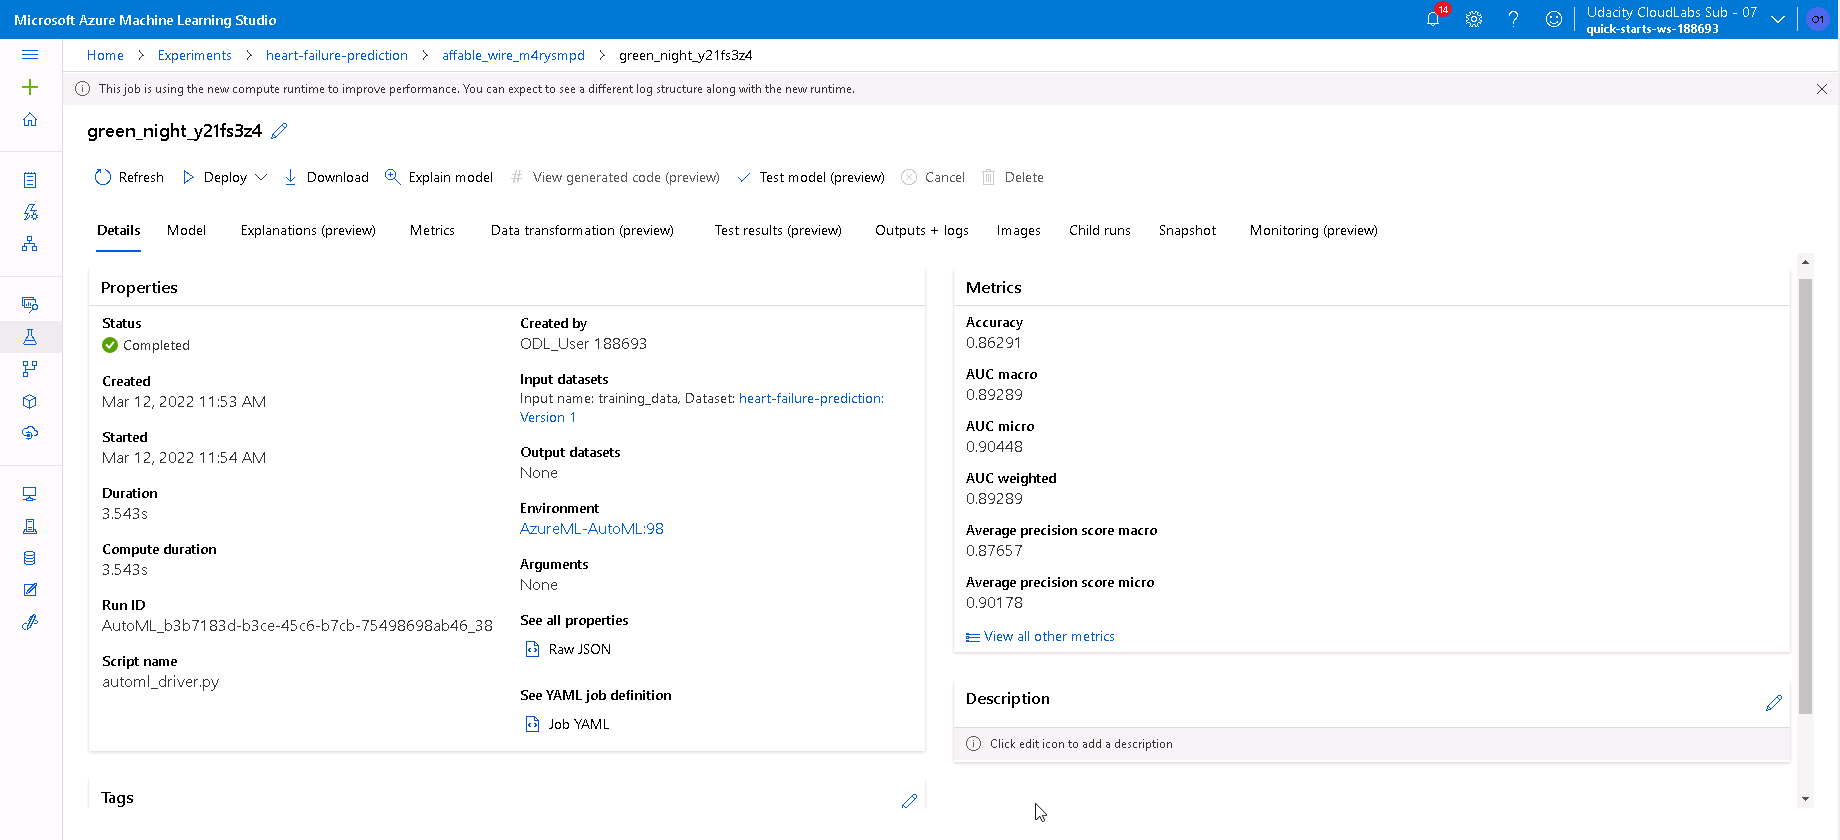 Microsoft Azure Machine Learning Studio
14
Udacity CloudLabs Sub - 07
quick-starts-ws-188693
O1
Home > Experiments > heart-failure-prediction > affable_wire_m4rysmpd > green_night_y21fs3z4
This job is using the new compute runtime to improve performance. You can expect to see a different log structure along with the new runtime.
green_night_y21fs3z4
Refresh Deploy Download Explain model # View generated code (preview) Test model (preview) Cancel Delete
Details Model Explanations (preview) Metrics Data transformation (preview) Test results (preview) Outputs + logs Images Child runs Snapshot Monitoring (preview)
Properties
Status
Completed
Created
Mar 12, 2022 11:53 AM
Started
Mar 12, 2022 11:54 AM
Duration
3.543s
Compute duration
3.543s
Run ID
AutoML_b3b7183d-b3ce-45c6-b7cb-75498698ab46_38
Script name
automl_driver.py
Created by
ODL_User 188693
Input datasets
Input name: training_data, Dataset: heart-failure-prediction:
Version 1
Output datasets
None
Environment
AzureML-AutoML:98
Arguments
None
See all properties
Raw JSON
See YAML job definition
Job YAML
Tags
Metrics
Accuracy
0.86291
AUC macro
0.89289
AUC micro
0.90448
AUC weighted
0.89289
Average precision score macro
0.87657
Average precision score micro
0.90178
View all other metrics
Description
Click edit icon to add a description